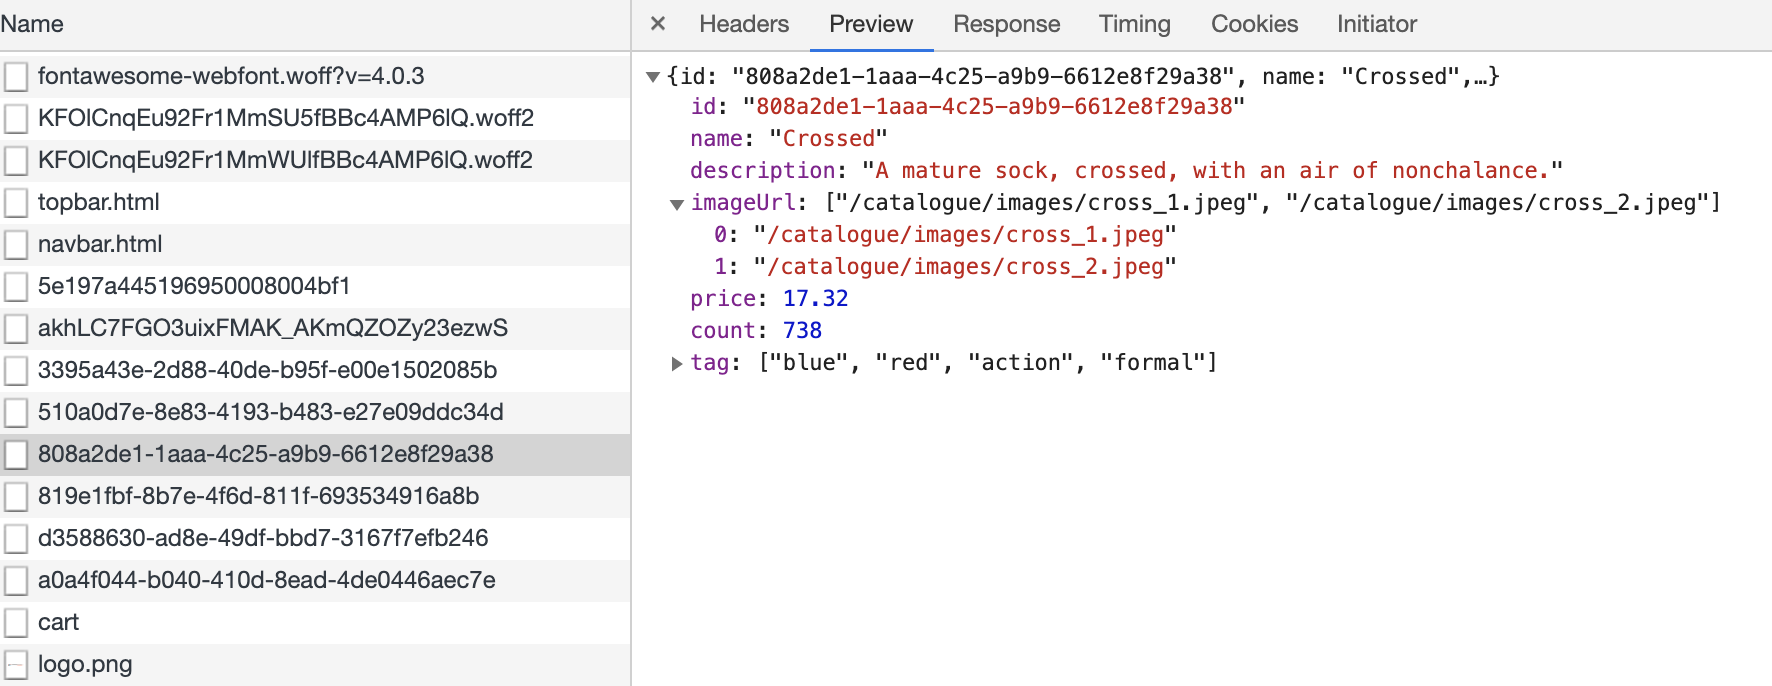 Name
fontawesome-webfont.woff?v=4.0.3
KFOlCnqEu92Fr1MmSU5fBBc4AMP6lQ.woff2
KFOlCnqEu92Fr1MmWUlfBBc4AMP6lQ.woff2
topbar.html
navbar.html
5e197a445196950008004bf1
akhLC7FGO3uixFMAK_AKmQZOZy23ezwS
3395a43e-2d88-40de-b95f-e00e1502085b
510a0d7e-8e83-4193-b483-e27e09ddc34d
808a2de1-1aaa-4c25-a9b9-6612e8f29a38
819e1fbf-8b7e-4f6d-811f-693534916a8b
d3588630-ad8e-49df-bbd7-3167f7efb246
a0a4f044-b040-410d-8ead-4de0446aec7e
cart
logo.png
× Headers Preview Response Timing Cookies Initiator
▼{id: "808a2de1-1aaa-4c25-a9b9-6612e8f29a38", name: "Crossed",…}
id: "808a2de1-1aaa-4c25-a9b9-6612e8f29a38"
name: "Crossed"
description: "A mature sock, crossed, with an air of nonchalance."
▼imageUrl: ["/catalogue/images/cross_1.jpeg", "/catalogue/images/cross_2.jpeg"]
0: "/catalogue/images/cross_1.jpeg"
1: "/catalogue/images/cross_2.jpeg"
price: 17.32
count: 738
▶tag: ["blue", "red", "action", "formal"]